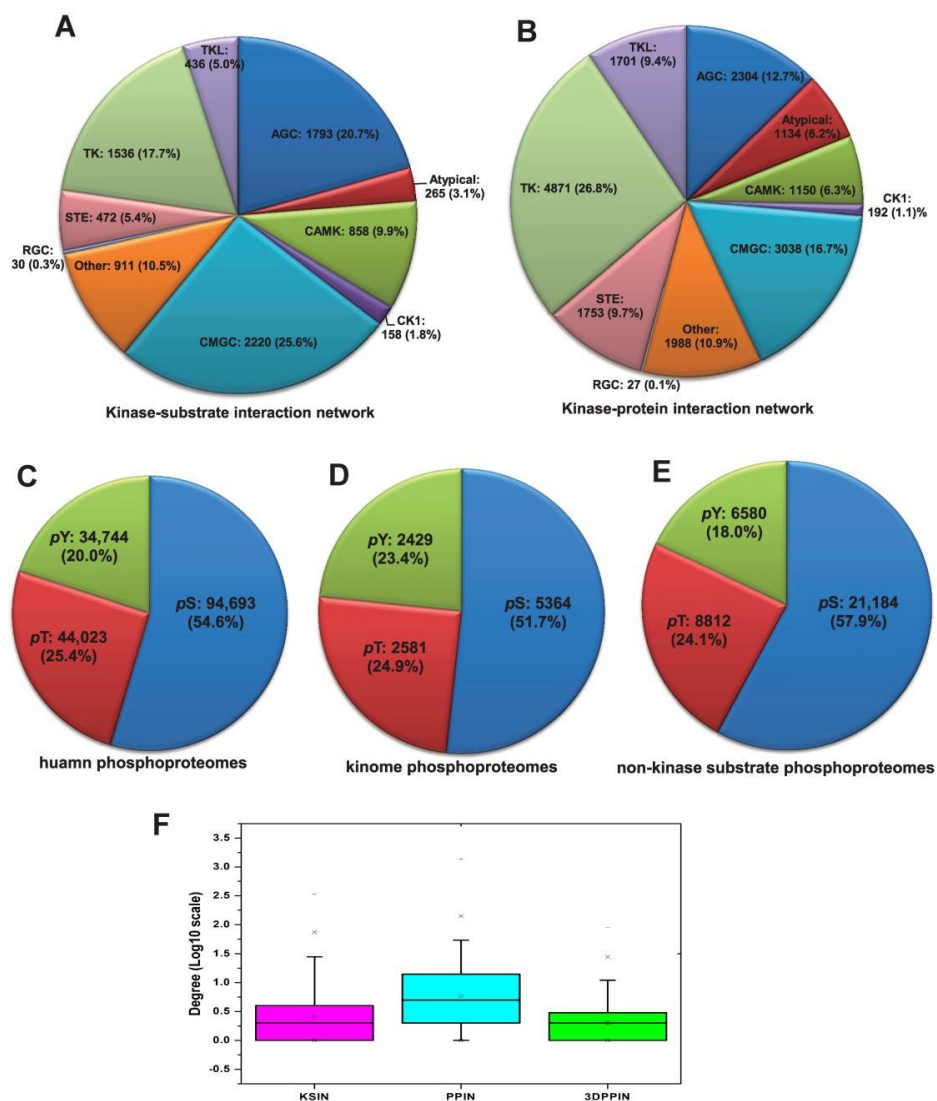 A
TKL:
436 (5.0%)
AGC: 1793 (20.7%)
TK: 1536 (17.7%)
Atypical:
265 (3.1%)
STE: 472 (5.4%)
CAMK: 858 (9.9%)
RGC:
30 (0.3%)
Other: 911 (10.5%)
CK1:
158 (1.8%)
CMGC: 2220 (25.6%)
Kinase-substrate interaction network
B
TKL:
1701 (9.4%)
AGC: 2304 (12.7%)
Atypical:
1134 (6.2%)
TK: 4871 (26.8%)
CAMK: 1150 (6.3%)
CK1:
192 (1.1)%
CMGC: 3038 (16.7%)
STE:
1753 (9.7%)
Other:
1988 (10.9%)
RGC: 27 (0.1%)
Kinase-protein interaction network
C
pY: 34,744
(20.0%)
pS: 94,693
(54.6%)
pT: 44,023
(25.4%)
huamn phosphoproteomes
D
pY: 2429
(23.4%)
pS: 5364
(51.7%)
pT: 2581
(24.9%)
kinome phosphoproteomes
E
pY: 6580
(18.0%)
pT: 8812
(24.1%)
pS: 21,184
(57.9%)
non-kinase substrate phosphoproteomes
F
Degree (Log10 scale)
3.5
3.0
2.5
2.0
1.5
1.0
0.5
0.0
-0.5
KSIN PPIN 3DPPIN